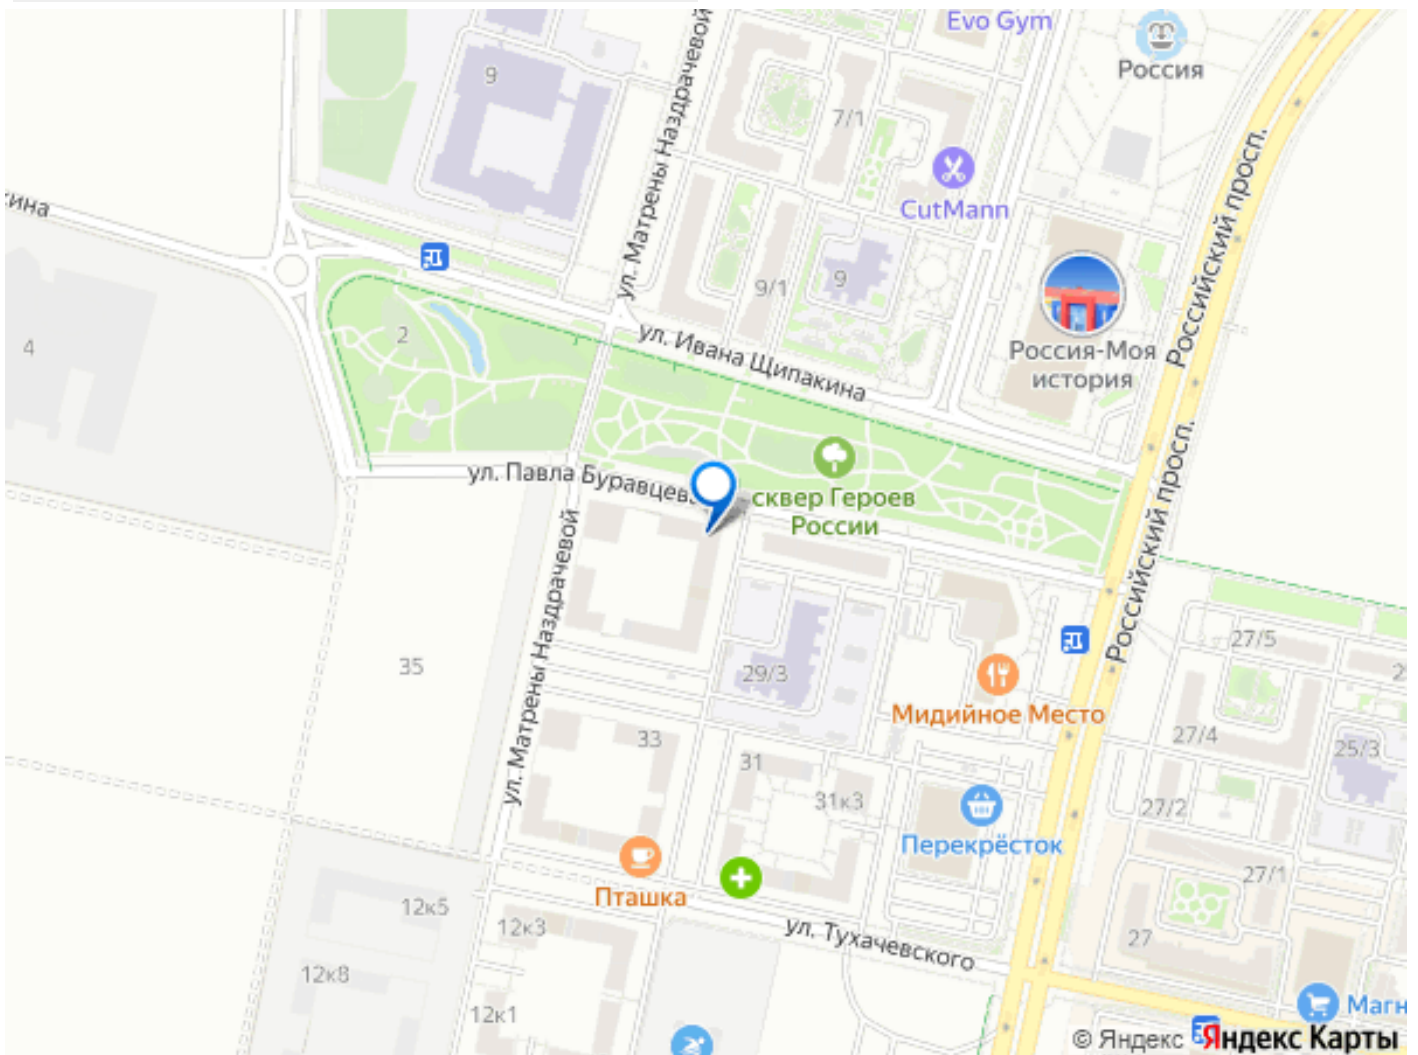 Evo Gym
Россия
9
7/1
ул. Матрены Наздрачевой
CutMann
Российский просп.
кина
9/1
9
4
2
ул. Ивана Щипакина
Россия-Моя
история
ул. Павла Буравцева
сквер Героев
России
Российский просп.
ул. Матрены Наздрачевой
35
29/3
27/5
Мидийное Место
33
31
31к3
27/4
25/3
27/2
Перекрёсток
27/1
Пташка
12к5
12к3
ул. Тухачевского
27
12к8
12к1
Магн
© Яндекс
Яндекс Карты